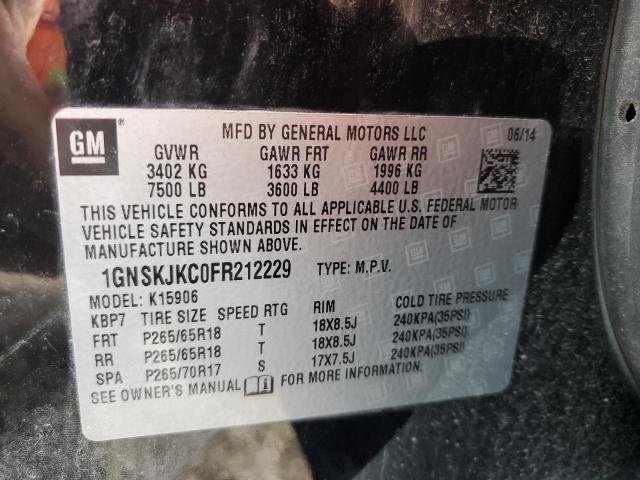 GM ®
MFD BY GENERAL MOTORS LLC 06/14
GVWR GAWR FRT GAWR RR
3402 KG 1633 KG 1996 KG
7500 LB 3600 LB 4400 LB
THIS VEHICLE CONFORMS TO ALL APPLICABLE U.S. FEDERAL MOTOR
VEHICLE SAFETY STANDARDS IN EFFECT ON THE DATE OF
MANUFACTURE SHOWN ABOVE.
1GNSKJKC0FR212229 TYPE: M.P.V.
MODEL: K15906
KBP7 TIRE SIZE SPEED RTG RIM COLD TIRE PRESSURE
FRT P265/65R18 T 18X8.5J 240KPA(35PSI)
RR P265/65R18 T 18X8.5J 240KPA(35PSI)
SPA P265/70R17 S 17X7.5J 240KPA(35PSI)
SEE OWNER'S MANUAL FOR MORE INFORMATION.